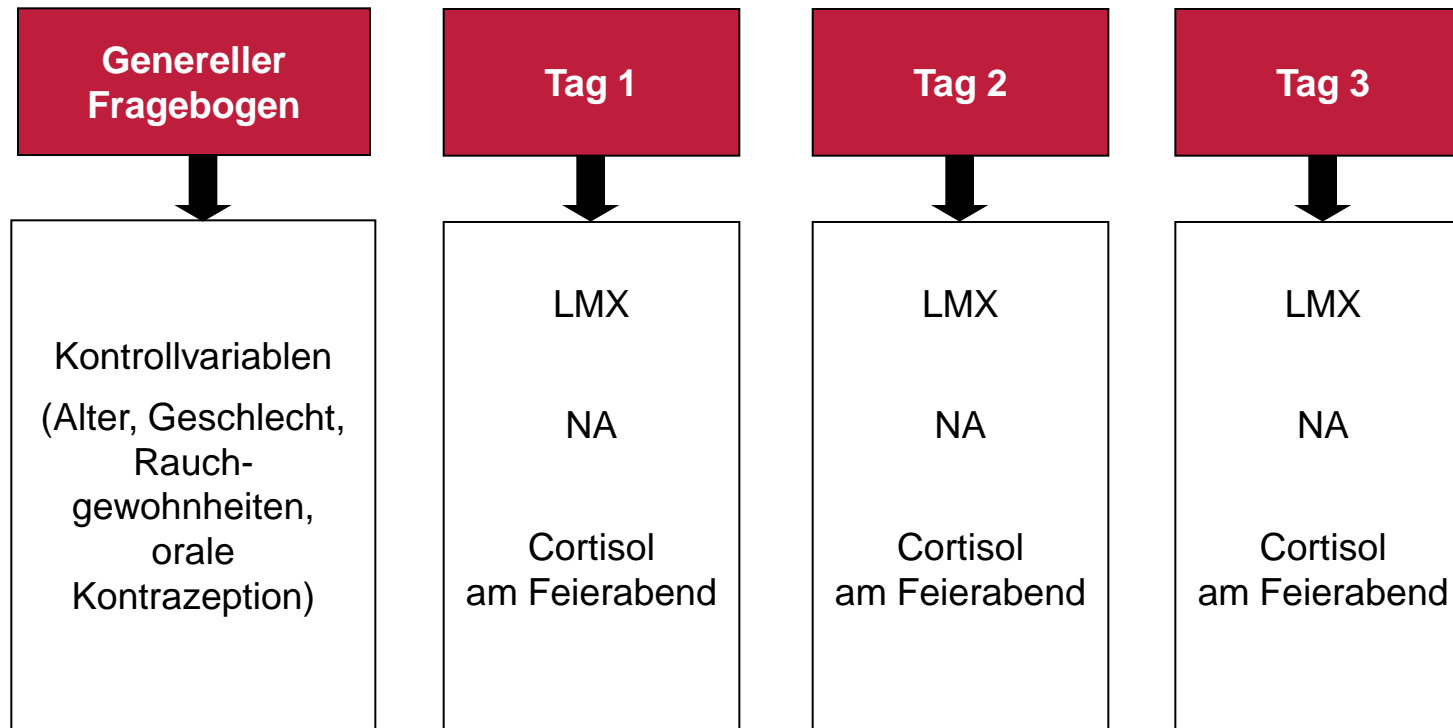 Genereller
Fragebogen
Tag 1
Tag 2
Tag 3
Kontrollvariablen
(Alter, Geschlecht,
Rauch-
gewohnheiten,
orale
Kontrazeption)
LMX
NA
Cortisol
am Feierabend
LMX
NA
Cortisol
am Feierabend
LMX
NA
Cortisol
am Feierabend